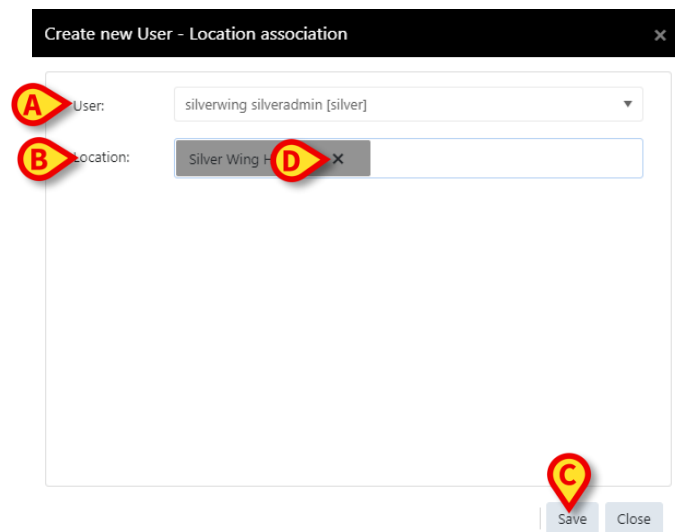 Create new User - Location association
A User: silverwing silveradmin [silver]
B Location: Silver Wing D
C
Save Close